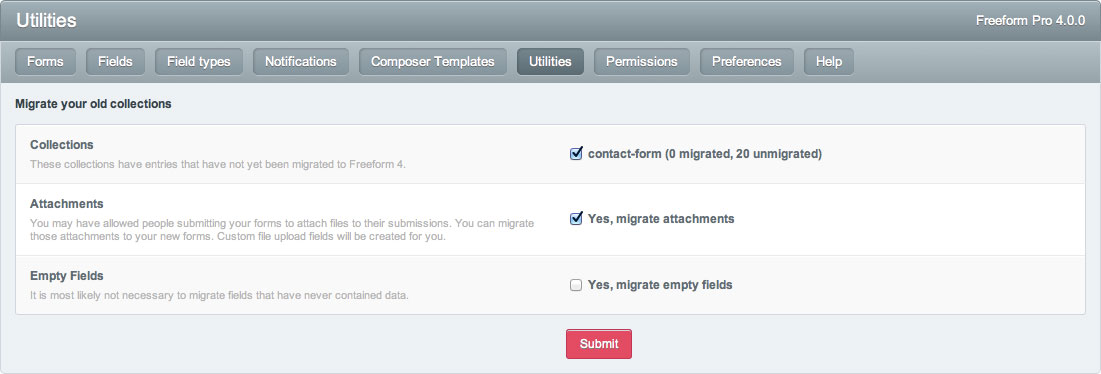 Utilities
Freeform Pro 4.0.0
Forms
Fields
Field types
Notifications
Composer Templates
Utilities
Permissions
Preferences
Help
Migrate your old collections
Collections
These collections have entries that have not yet been migrated to Freeform 4.
contact-form (0 migrated, 20 unmigrated)
Attachments
You may have allowed people submitting your forms to attach files to their submissions. You can migrate
those attachments to your new forms. Custom file upload fields will be created for you.
Yes, migrate attachments
Empty Fields
It is most likely not necessary to migrate fields that have never contained data.
Yes, migrate empty fields
Submit